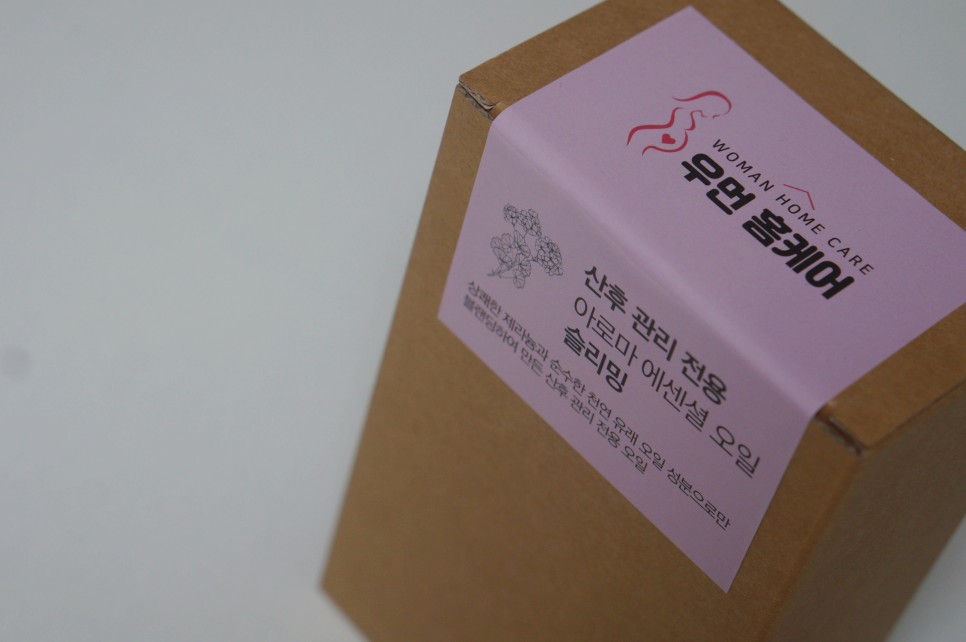 WOMAN HOME CARE
우먼 홈케어
산후 관리 전용
아로마 에센셜 오일
슬리밍
상쾌한 제라늄과 순수한 천연 유래 오일 성분으로만
블랜딩하여 만든 산후 관리 전용 오일